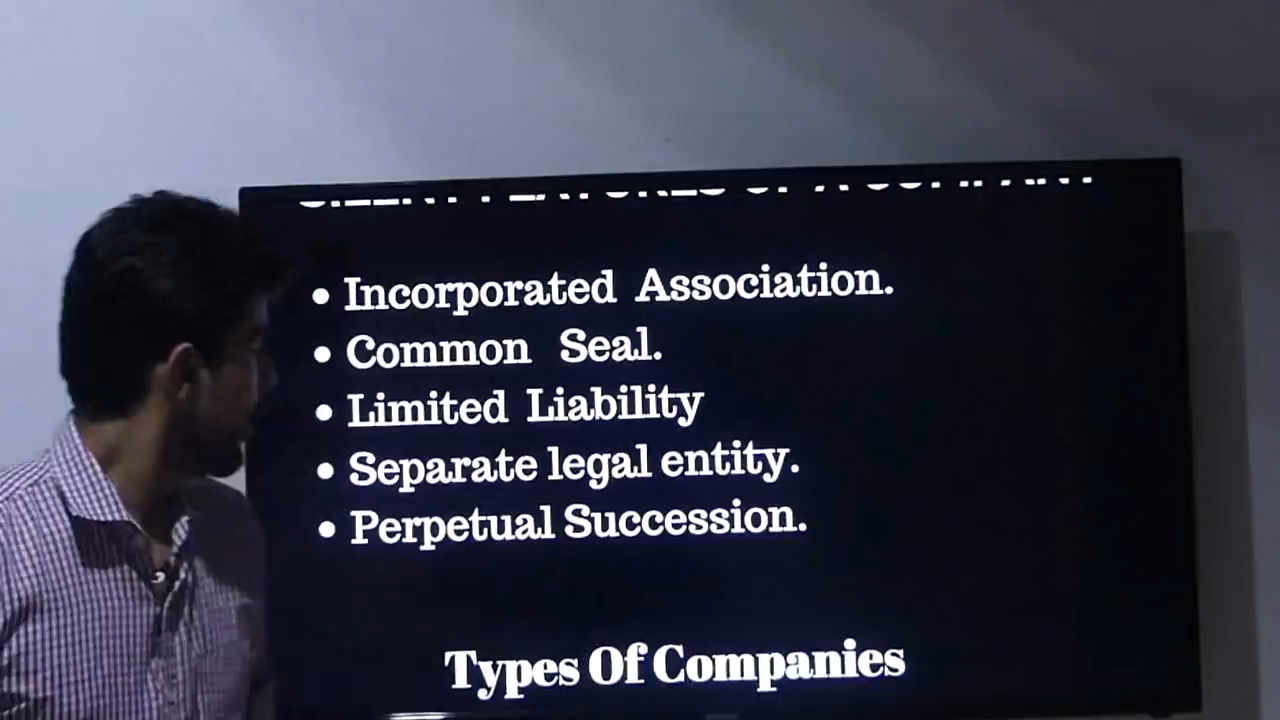 • Incorporated Association.
• Common Seal.
• Limited Liability
• Separate legal entity.
• Perpetual Succession.
Types Of Companies